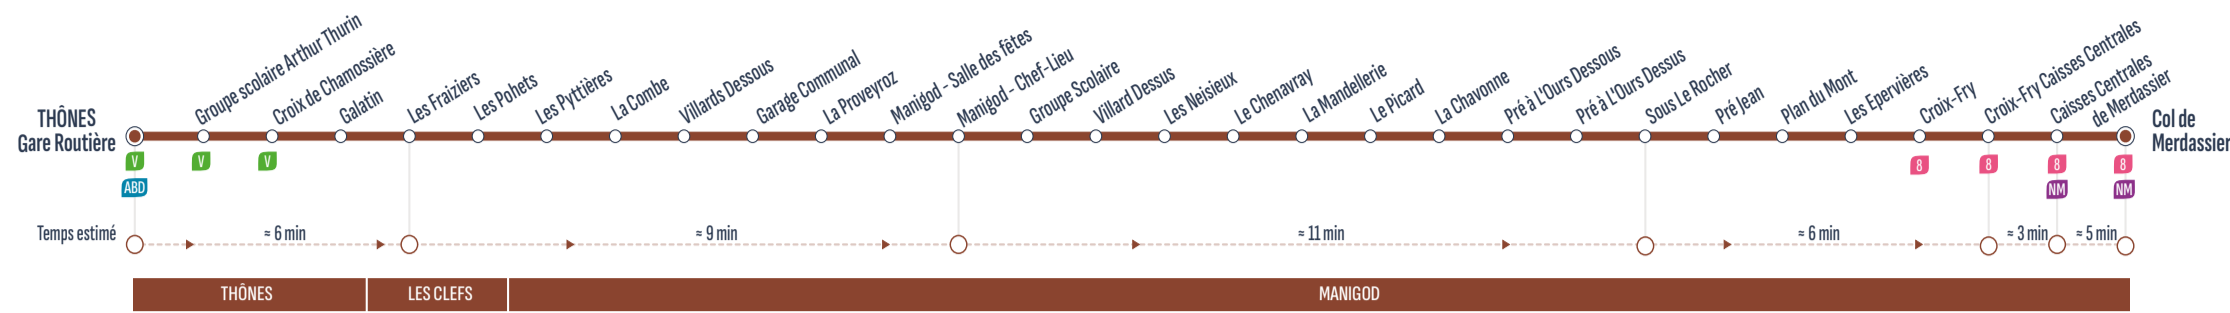 THÔNES
Gare Routière
Groupe scolaire Arthur Thurin
Croix de Chamossière
Galatin
Les Fraiziers
Les Pohets
Les Pyttières
La Combe
Villards Dessous
Garage Communal
La Proveyroz
Manigod - Salle des fêtes
Manigod - Chef-Lieu
Groupe Scolaire
Villard Dessus
Les Neisieux
Le Chenavray
La Mandellerie
Le Picard
La Chavonne
Pré à L'Ours Dessous
Pré à L'Ours Dessus
Sous Le Rocher
Pré Jean
Plan du Mont
Les Epervières
Croix-Fry
Croix-Fry Caisses Centrales
Caisses Centrales
de Merdassier
Col de
Merdassier
V V V 8 8 8 8
ABD NM NM
Temps estimé ≈ 6 min ≈ 9 min ≈ 11 min ≈ 6 min ≈ 3 min ≈ 5 min
THÔNES LES CLEFS MANIGOD